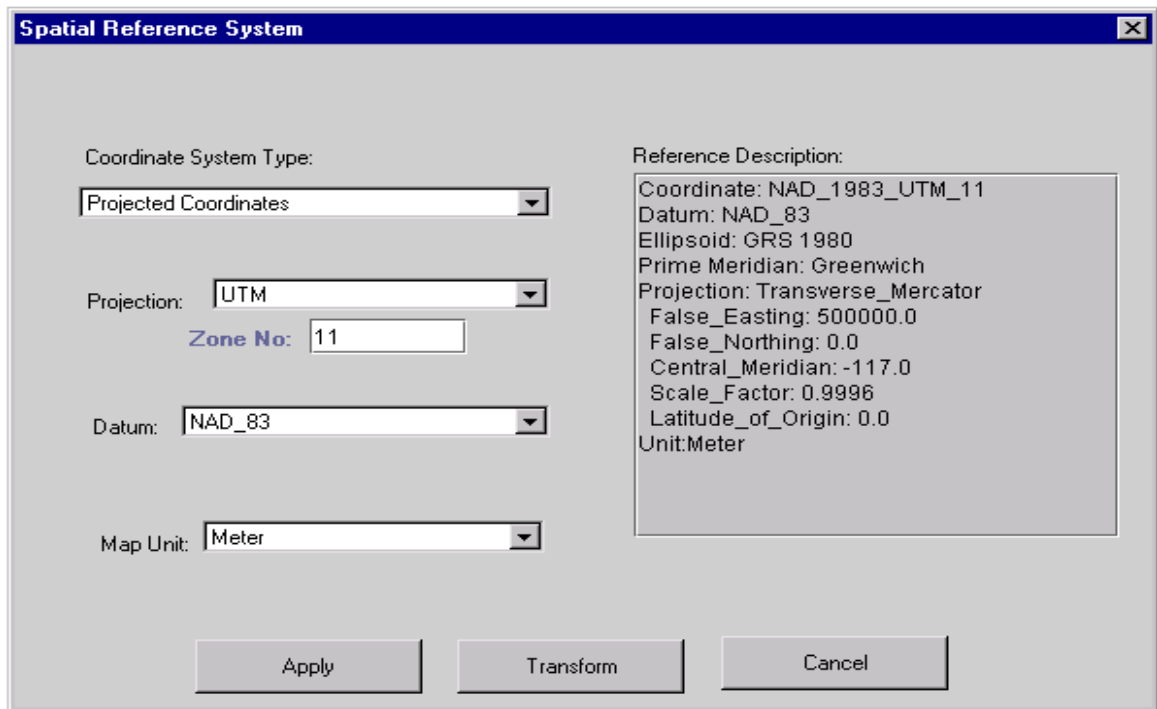 Spatial Reference System
Coordinate System Type:
Projected Coordinates
Projection: UTM
Zone No: 11
Datum: NAD_83
Map Unit: Meter
Reference Description:
Coordinate: NAD_1983_UTM_11
Datum: NAD_83
Ellipsoid: GRS 1980
Prime Meridian: Greenwich
Projection: Transverse_Mercator
False_Easting: 500000.0
False_Northing: 0.0
Central_Meridian: -117.0
Scale_Factor: 0.9996
Latitude_of_Origin: 0.0
Unit:Meter
Apply Transform Cancel